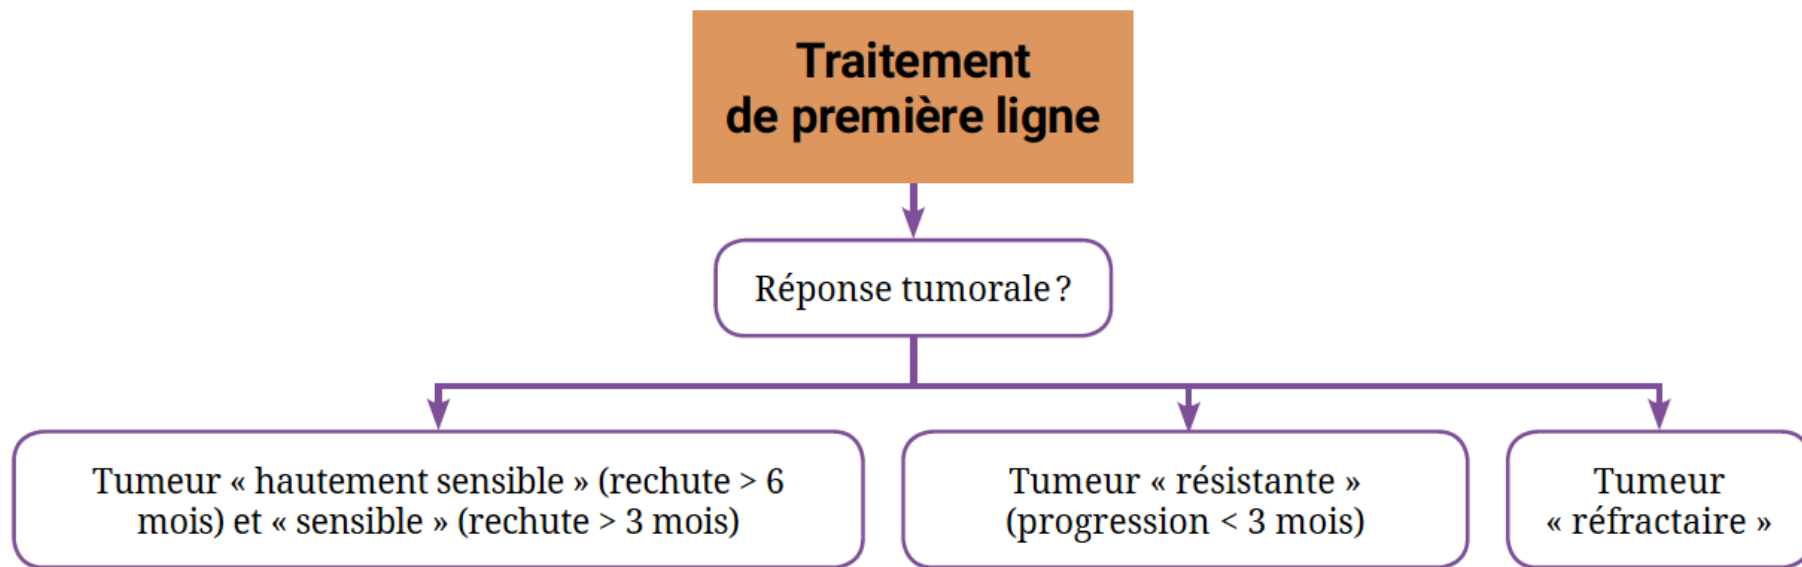 Traitement
de première ligne
Réponse tumorale ?
Tumeur « hautement sensible » (rechute > 6
mois) et « sensible » (rechute > 3 mois)
Tumeur « résistante »
(progression < 3 mois)
Tumeur
« réfractaire »